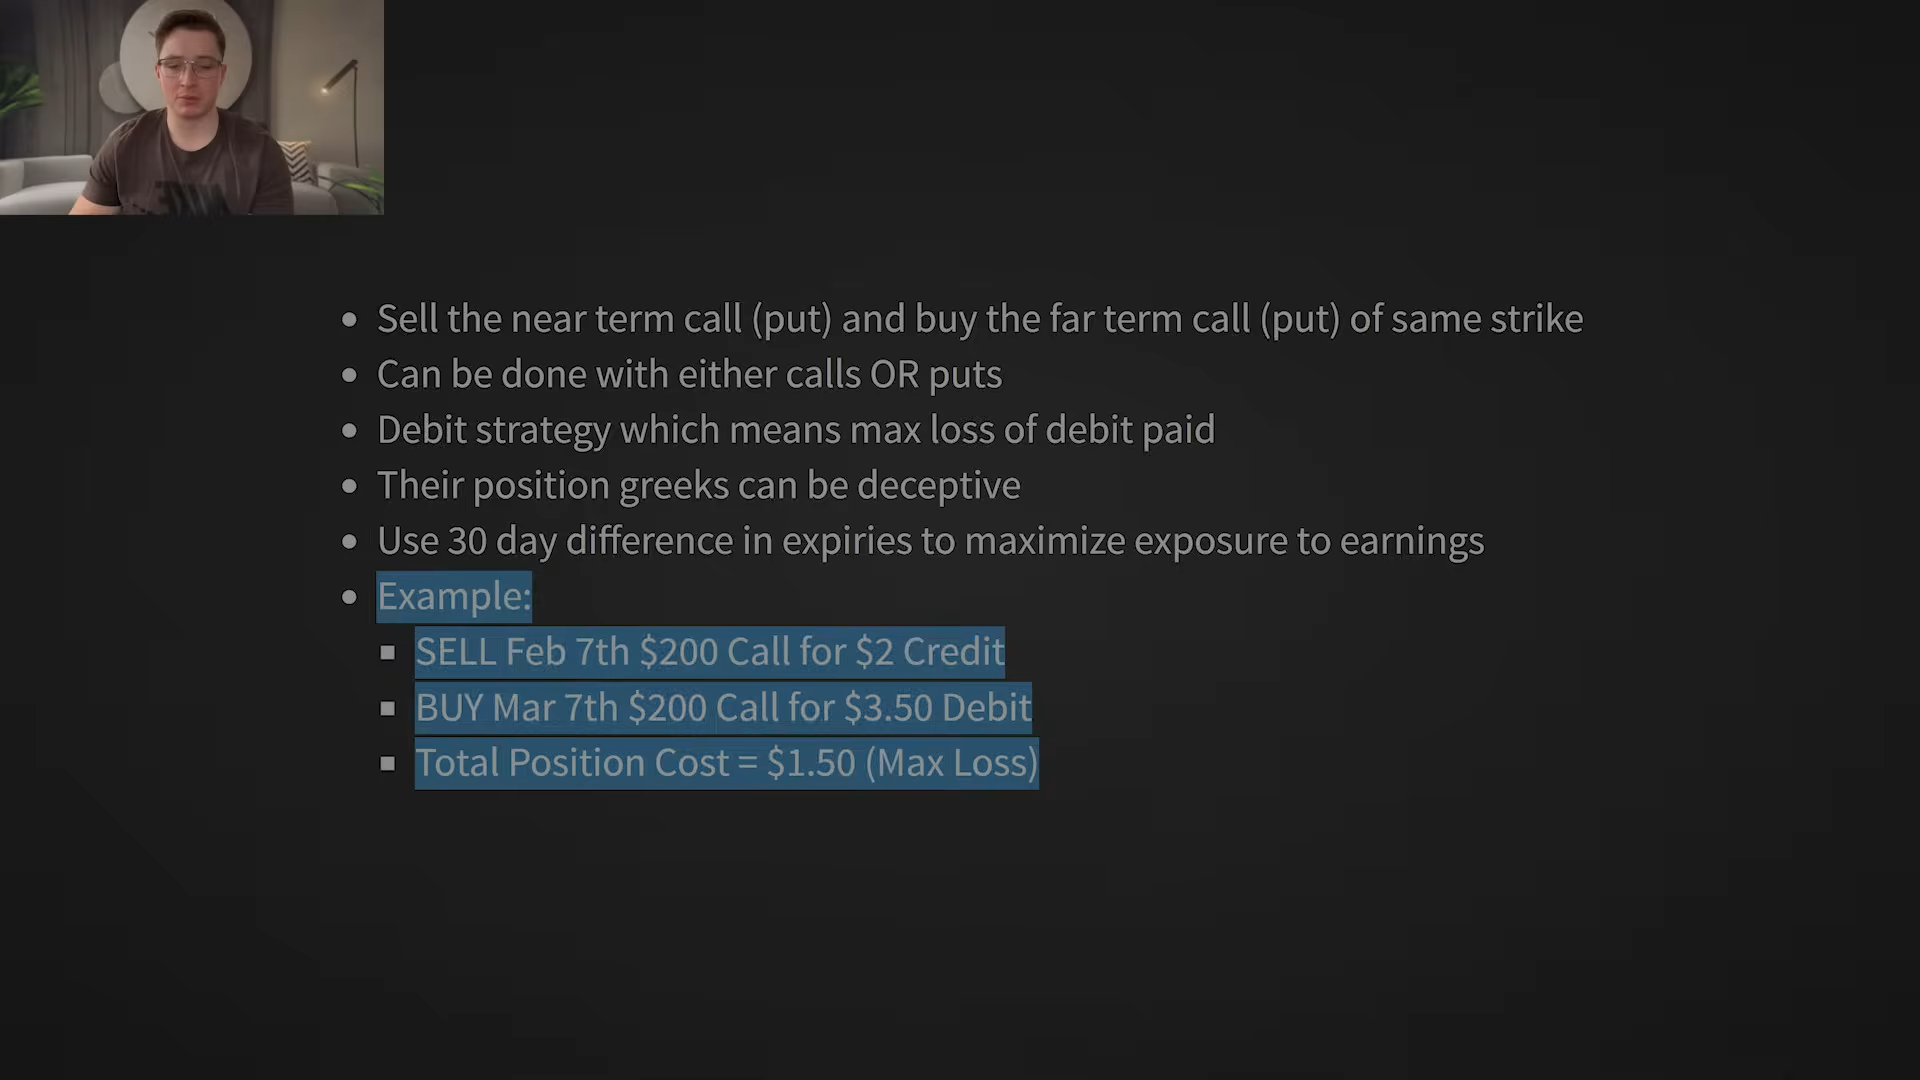 Sell the near term call (put) and buy the far term call (put) of same strike
Can be done with either calls OR puts
Debit strategy which means max loss of debit paid
Their position greeks can be deceptive
Use 30 day difference in expiries to maximize exposure to earnings
Example:
SELL Feb 7th $200 Call for $2 Credit
BUY Mar 7th $200 Call for $3.50 Debit
Total Position Cost = $1.50 (Max Loss)